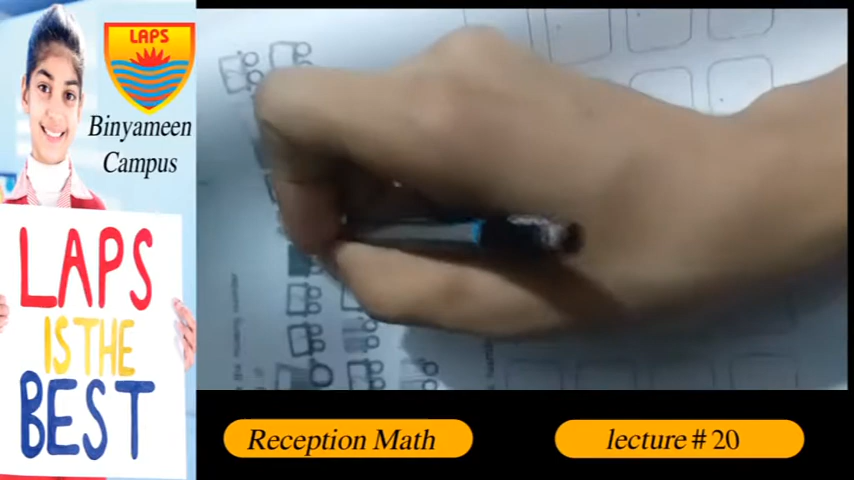 LAPS
Binyameen
Campus
LAPS
IS THE
BEST
Reception Math
lecture # 20